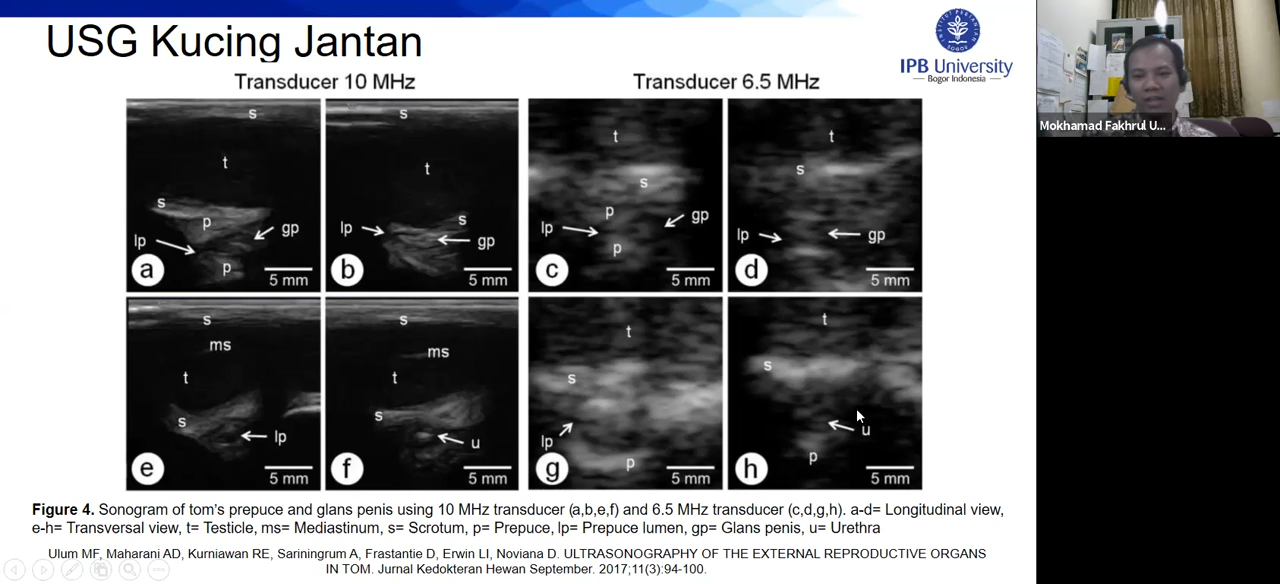 USG Kucing Jantan
IPB University
Bogor Indonesia
Mokhamad Fakhrul U...
Transducer 10 MHz
Transducer 6.5 MHz
s
t
s
p
gp
lp
p
a
5 mm
s
t
lp
s
gp
b
5 mm
t
s
p
gp
lp
p
c
5 mm
t
s
lp
gp
d
5 mm
s
ms
t
s
lp
e
5 mm
s
ms
t
s
u
f
5 mm
t
s
lp
p
g
5 mm
t
s
u
p
h
5 mm
Figure 4. Sonogram of tom's prepuce and glans penis using 10 MHz transducer (a,b,e,f) and 6.5 MHz transducer (c,d,g,h). a-d= Longitudinal view,
e-h= Transversal view, t= Testicle, ms= Mediastinum, s= Scrotum, p= Prepuce, lp= Prepuce lumen, gp= Glans penis, u= Urethra
Ulum MF, Maharani AD, Kurniawan RE, Sariningrum A, Frastantie D, Erwin LI, Noviana D. ULTRASONOGRAPHY OF THE EXTERNAL REPRODUCTIVE ORGANS
IN TOM. Jurnal Kedokteran Hewan September. 2017;11(3):94-100.